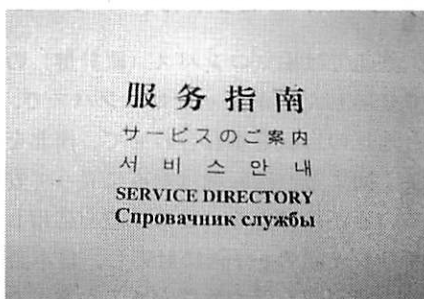 服务指南
サービスのご案内
서비스안내
SERVICE DIRECTORY
Спровачник службы